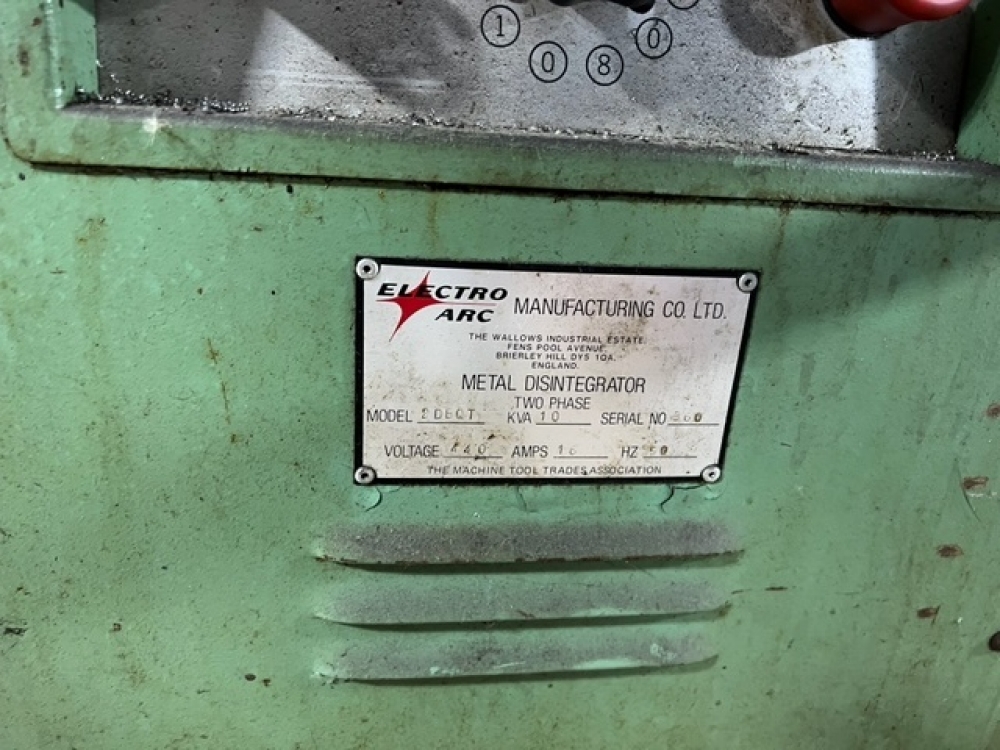 1
0
8
0
ELECTRO
ARC
MANUFACTURING CO. LTD.
THE WALLOWS INDUSTRIAL ESTATE,
FENS POOL AVENUE,
BRIERLEY HILL DY5 1QA.
ENGLAND.
METAL DISINTEGRATOR
TWO PHASE
MODEL KVA 10 SERIAL NO
VOLTAGE 440 AMPS HZ
THE MACHINE TOOL TRADES ASSOCIATION